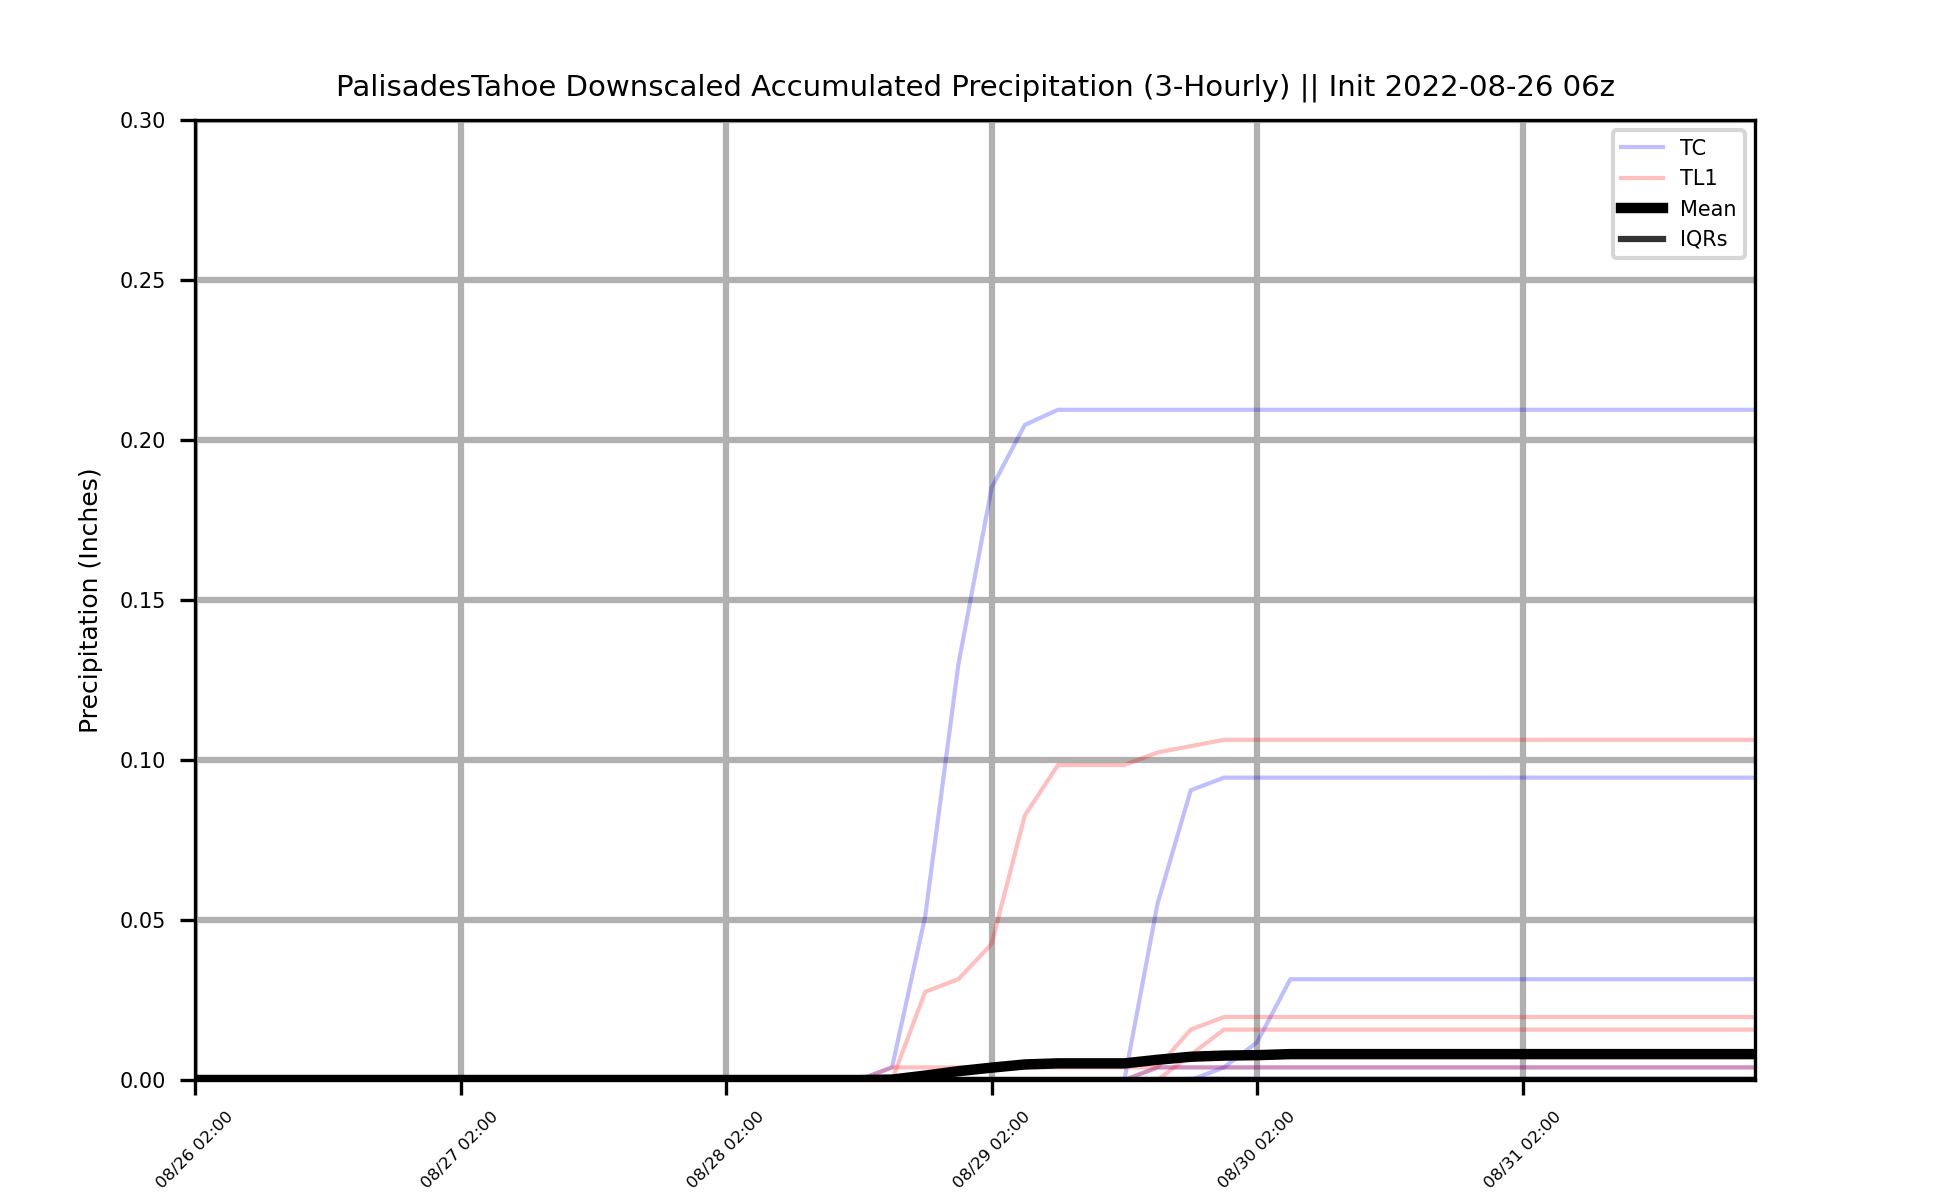 PalisadesTahoe Downscaled Accumulated Precipitation (3-Hourly) || Init 2022-08-26 06z
0.30
0.25
0.20
0.15
0.10
0.05
0.00
Precipitation (Inches)
TC
TL1
Mean
IQRs
08/26 02:00
08/27 02:00
08/28 02:00
08/29 02:00
08/30 02:00
08/31 02:00